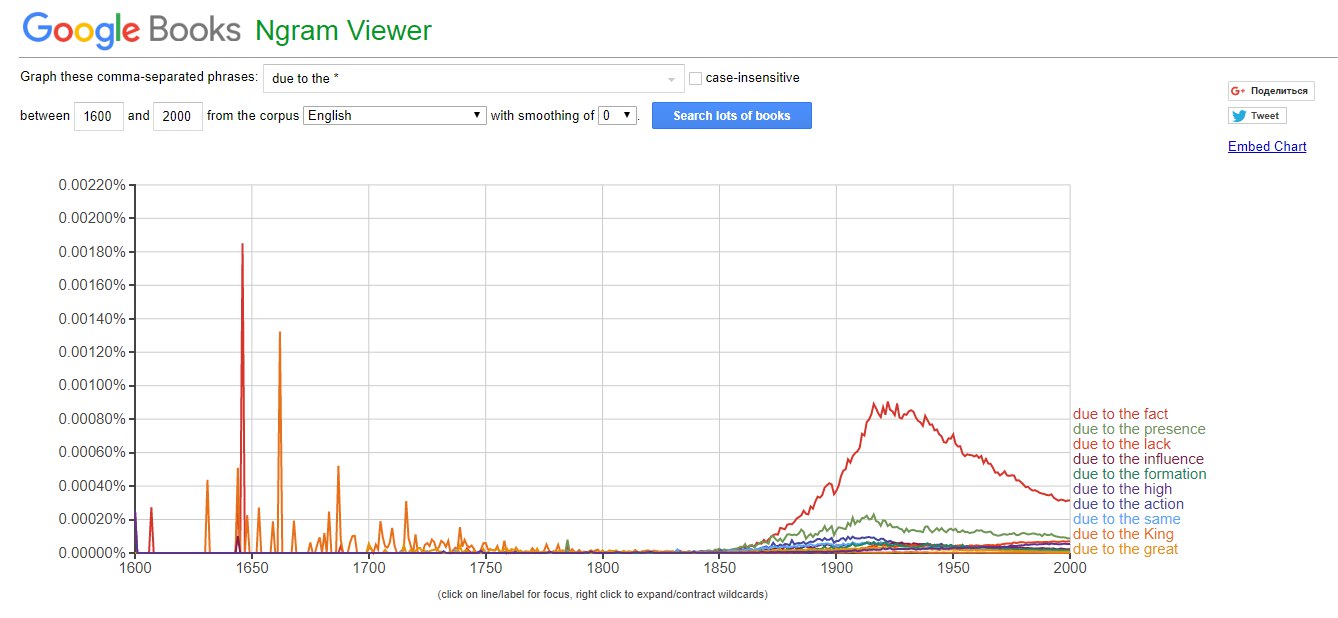 Google Books Ngram Viewer
Graph these comma-separated phrases: due to the * case-insensitive
between 1600 and 2000 from the corpus English with smoothing of 0 . Search lots of books
G+ Поделиться
Tweet
Embed Chart
0.00220%
0.00200%
0.00180%
0.00160%
0.00140%
0.00120%
0.00100%
0.00080%
0.00060%
0.00040%
0.00020%
0.00000%
1600 1650 1700 1750 1800 1850 1900 1950 2000
due to the fact
due to the presence
due to the lack
due to the influence
due to the formation
due to the high
due to the action
due to the same
due to the King
due to the great
(click on line/label for focus, right click to expand/contract wildcards)